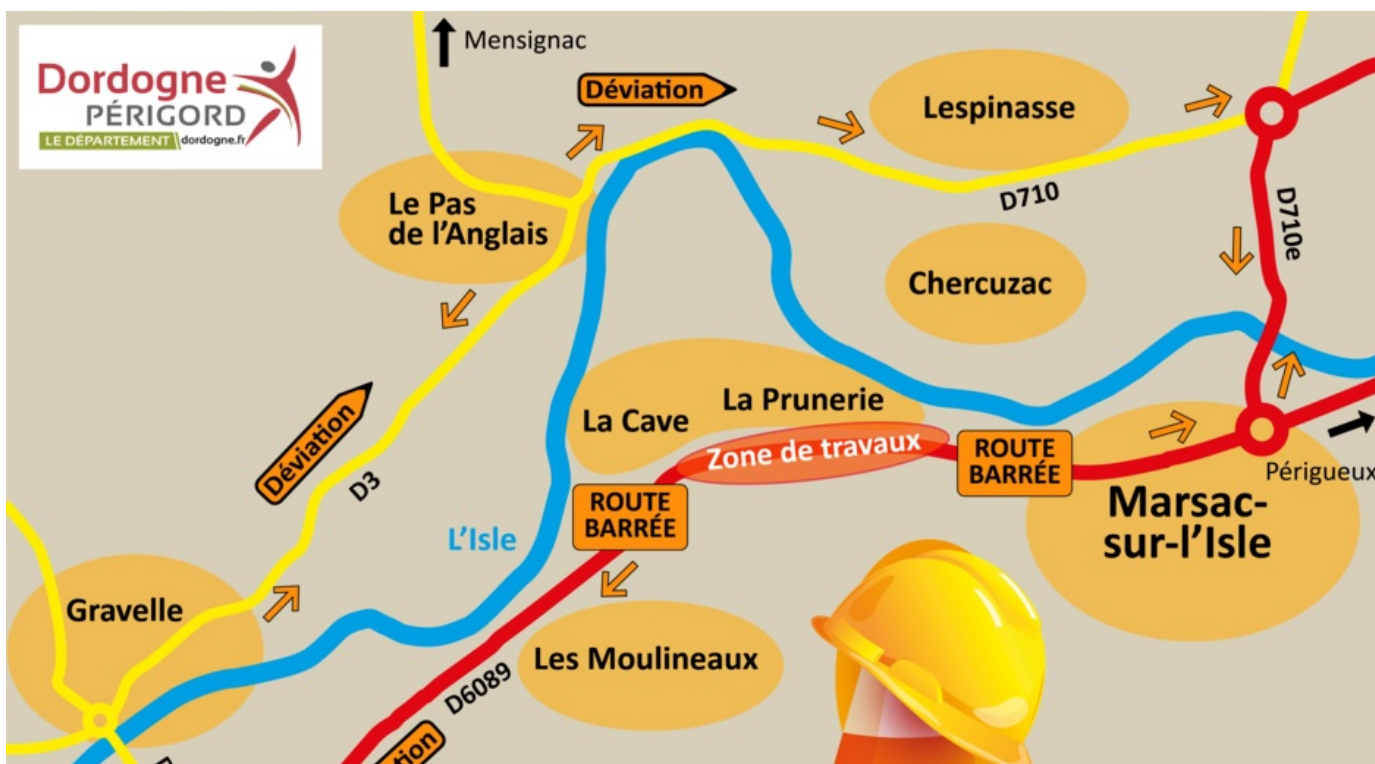 Dordogne
PÉRIGORD
LE DÉPARTEMENT
dordogne.fr
Mensignac
Déviation
Lespinasse
Le Pas
de l'Anglais
D710
D710e
Chercuzac
La Prunerie
La Cave
Zone de travaux
ROUTE
BARRÉE
Périgueux
Déviation
D3
ROUTE
BARRÉE
Marsac-
sur-l'Isle
L'Isle
Gravelle
Les Moulineaux
D6089